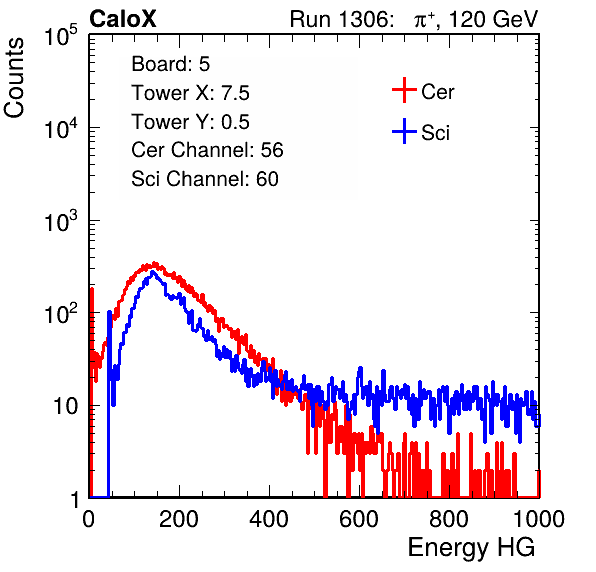 CaloX Run 1306: π⁺, 120 GeV
Counts
Board: 5
Tower X: 7.5
Tower Y: 0.5
Cer Channel: 56
Sci Channel: 60
Cer
Sci
10⁵
10⁴
10³
10²
10
1
0 200 400 600 800 1000
Energy HG